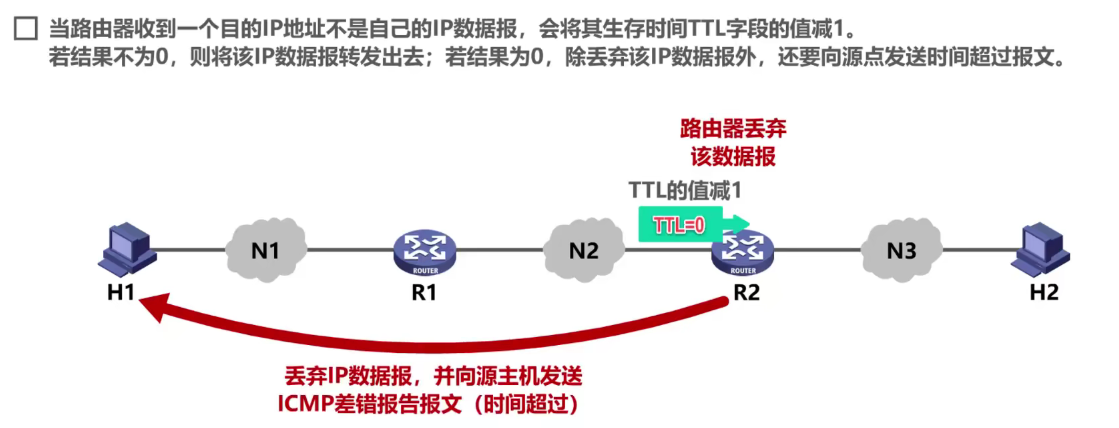 当路由器收到一个目的IP地址不是自己的IP数据报，会将其生存时间TTL字段的值减1。
若结果不为0，则将该IP数据报转发出去；若结果为0，除丢弃该IP数据报外，还要向源点发送时间超过报文。
路由器丢弃
该数据报
TTL的值减1
TTL=0
N1
N2
N3
ROUTER
ROUTER
H1
R1
R2
H2
丢弃IP数据报，并向源主机发送
ICMP差错报告报文（时间超过）